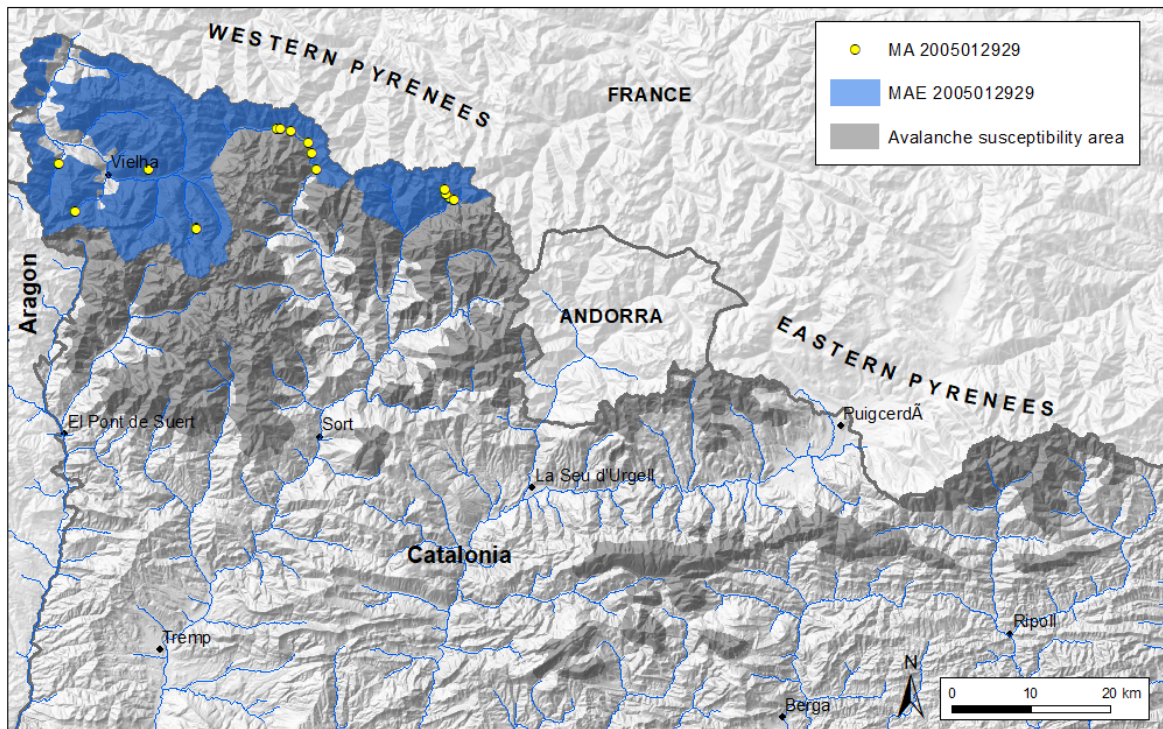 WESTERN PYRENEES
FRANCE
MA 2005012929
MAE 2005012929
Avalanche susceptibility area
Vielha
Aragon
ANDORRA
EASTERN PYRENEES
El Pont de Suert
Sort
PuigcerdÃ
La Seu d'Urgell
Catalonia
Tremp
Ripoll
Berga
N
0 10 20 km